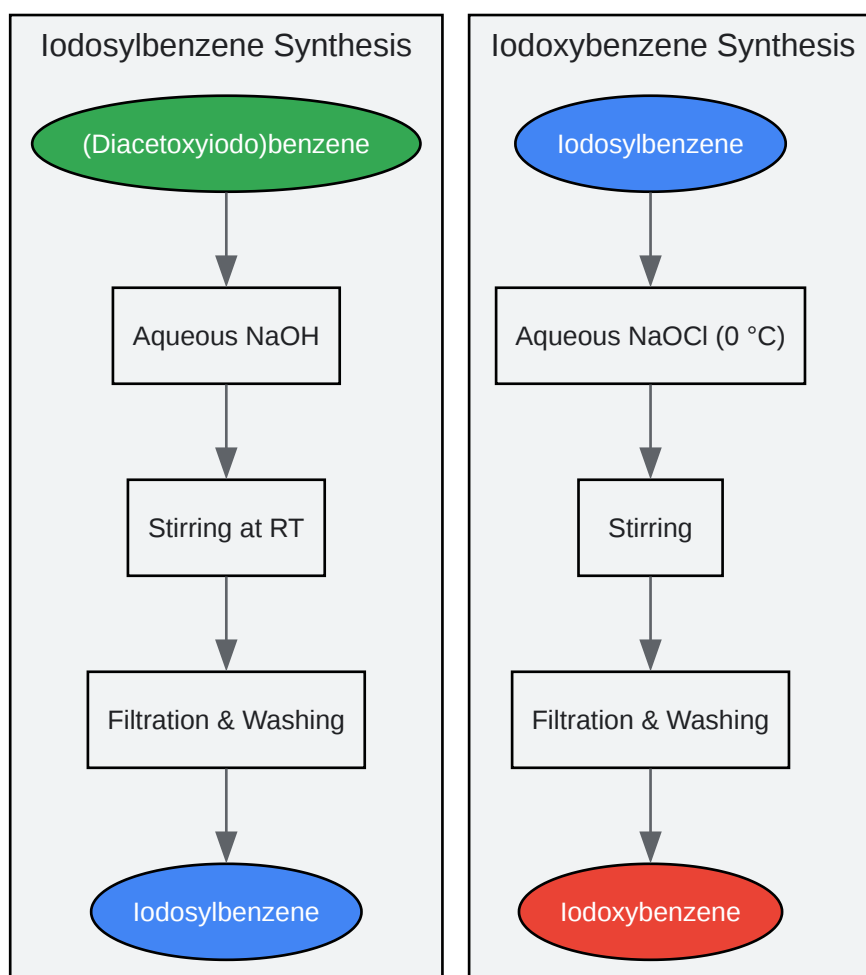 Iodosylbenzene Synthesis
(Diacetoxyiodo)benzene
Aqueous NaOH
Stirring at RT
Filtration & Washing
Iodosylbenzene
Iodoxybenzene Synthesis
Iodosylbenzene
Aqueous NaOCl (0 °C)
Stirring
Filtration & Washing
Iodoxybenzene